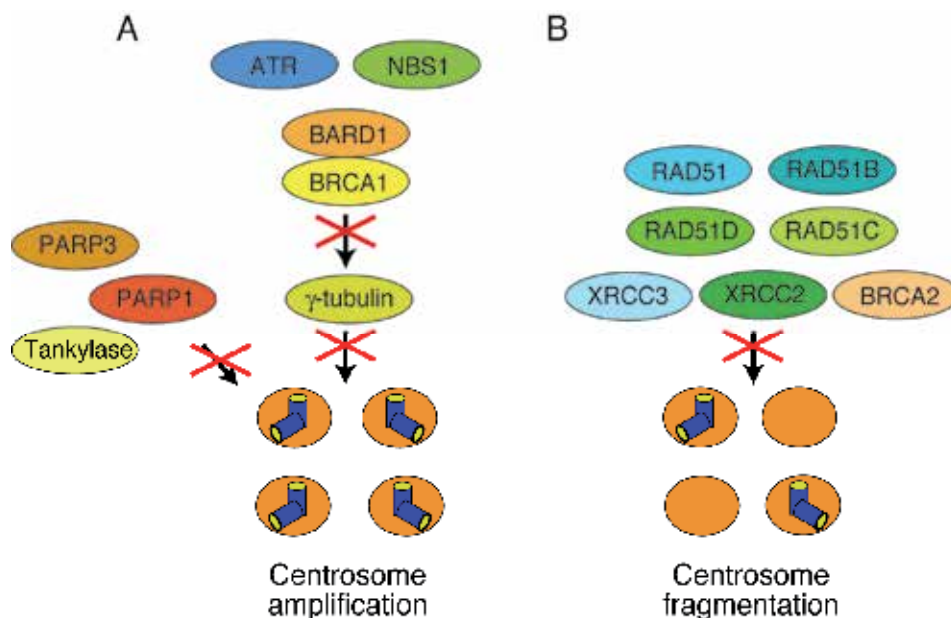 A
ATR
NBS1
BARD1
BRCA1
PARP3
PARP1
Tankylase
γ-tubulin
Centrosome
amplification
B
RAD51
RAD51B
RAD51D
RAD51C
XRCC3
XRCC2
BRCA2
Centrosome
fragmentation